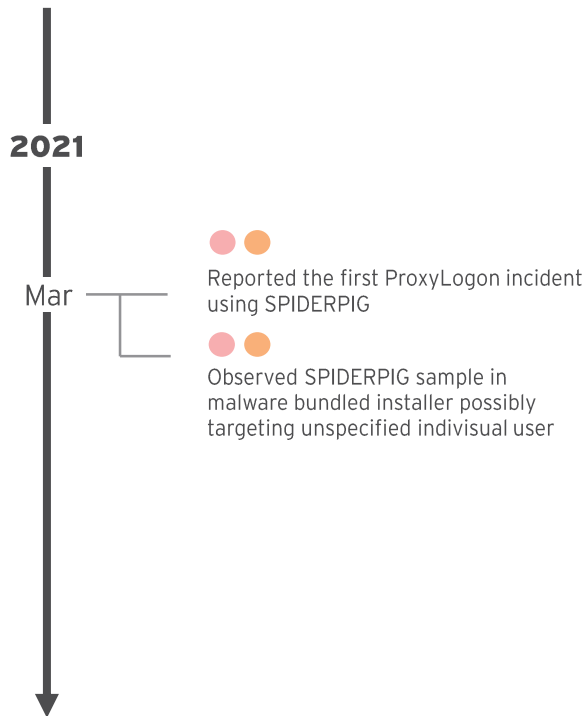 2021
Mar
Reported the first ProxyLogon incident
using SPIDERPIG
Observed SPIDERPIG sample in
malware bundled installer possibly
targeting unspecified indivisual user